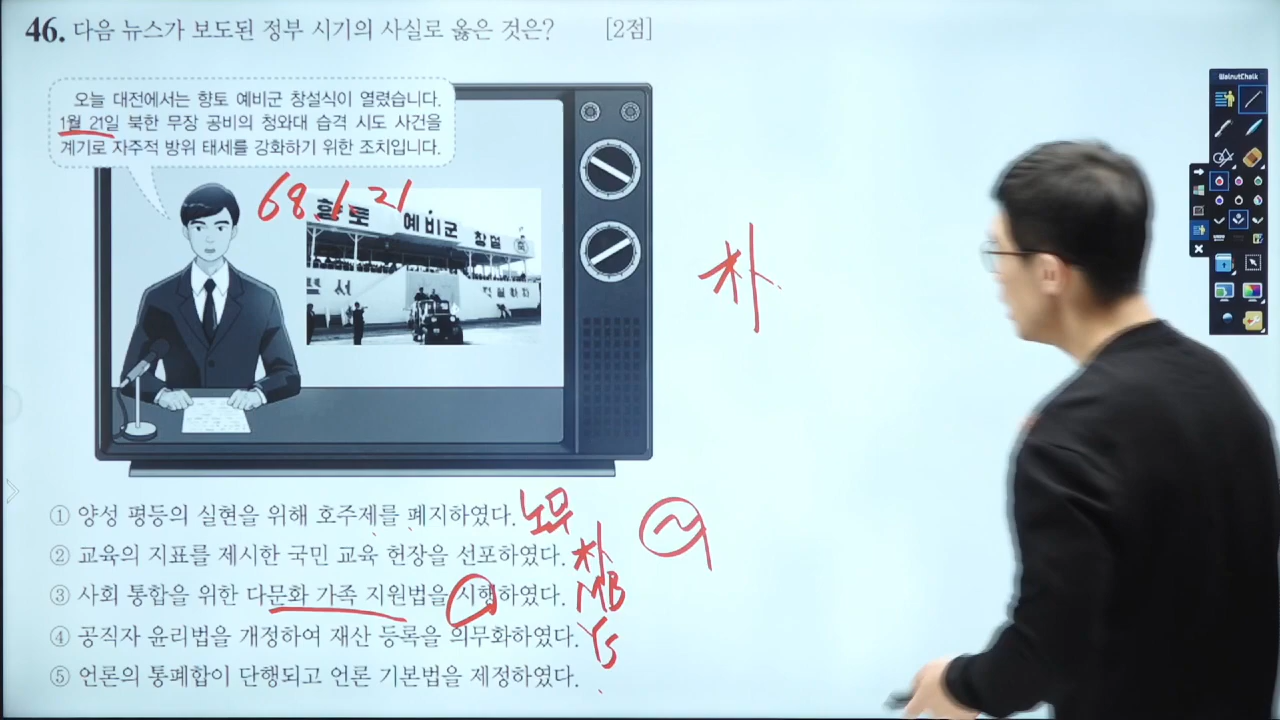 46. 다음 뉴스가 보도된 정부 시기의 사실로 옳은 것은? [2점]
오늘 대전에서는 향토 예비군 창설식이 열렸습니다.
1월 21일 북한 무장 공비의 청와대 습격 시도 사건을
계기로 자주적 방위 태세를 강화하기 위한 조치입니다.
68.1.21
향토 예비군 창설
朴
① 양성 평등의 실현을 위해 호주제를 폐지하였다. 노무
② 교육의 지표를 제시한 국민 교육 헌장을 선포하였다. 朴
③ 사회 통합을 위한 다문화 가족 지원법을 시행하였다. MB
④ 공직자 윤리법을 개정하여 재산 등록을 의무화하였다. YS
⑤ 언론의 통폐합이 단행되고 언론 기본법을 제정하였다.
WalnutChalk